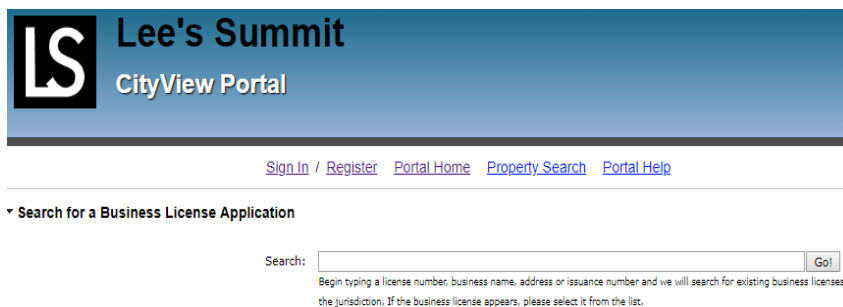 LS
Lee's Summit
CityView Portal
Sign In / Register Portal Home Property Search Portal Help
Search for a Business License Application
Search: Go!
Begin typing a license number, business name, address or issuance number and we will search for existing business licenses
the jurisdiction. If the business license appears, please select it from the list.